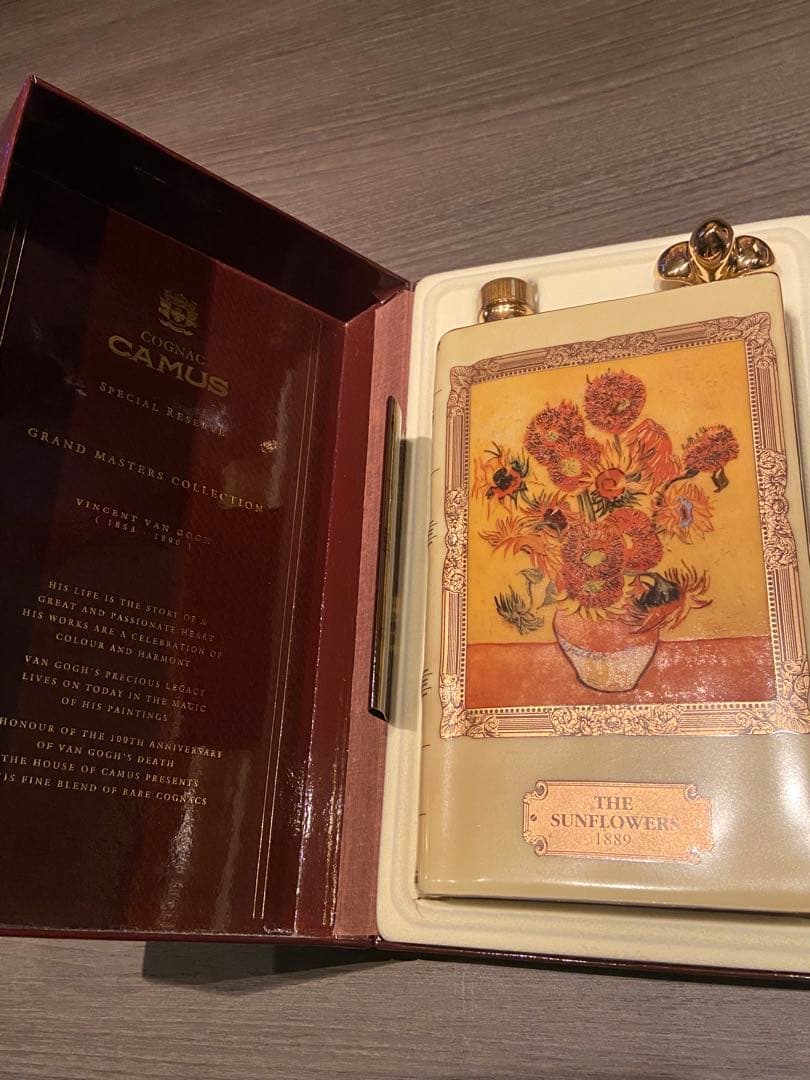 COGNAC
CAMUS
SPECIAL RESERVE
GRAND MASTERS COLLECTION
VINCENT VAN GOGH
( 1853 1890 )
HIS LIFE IS THE STORY OF A
GREAT AND PASSIONATE HEART
HIS WORKS ARE A CELEBRATION OF
COLOUR AND HARMONY
VAN GOGH'S PRECIOUS LEGACY
LIVES ON TODAY IN THE MAGIC
OF HIS PAINTINGS
HONOUR OF THE 100TH ANNIVERSARY
OF VAN GOGH'S DEATH
THE HOUSE OF CAMUS PRESENTS
IS FINE BLEND OF RARE COGNACS
THE
SUNFLOWERS
1889